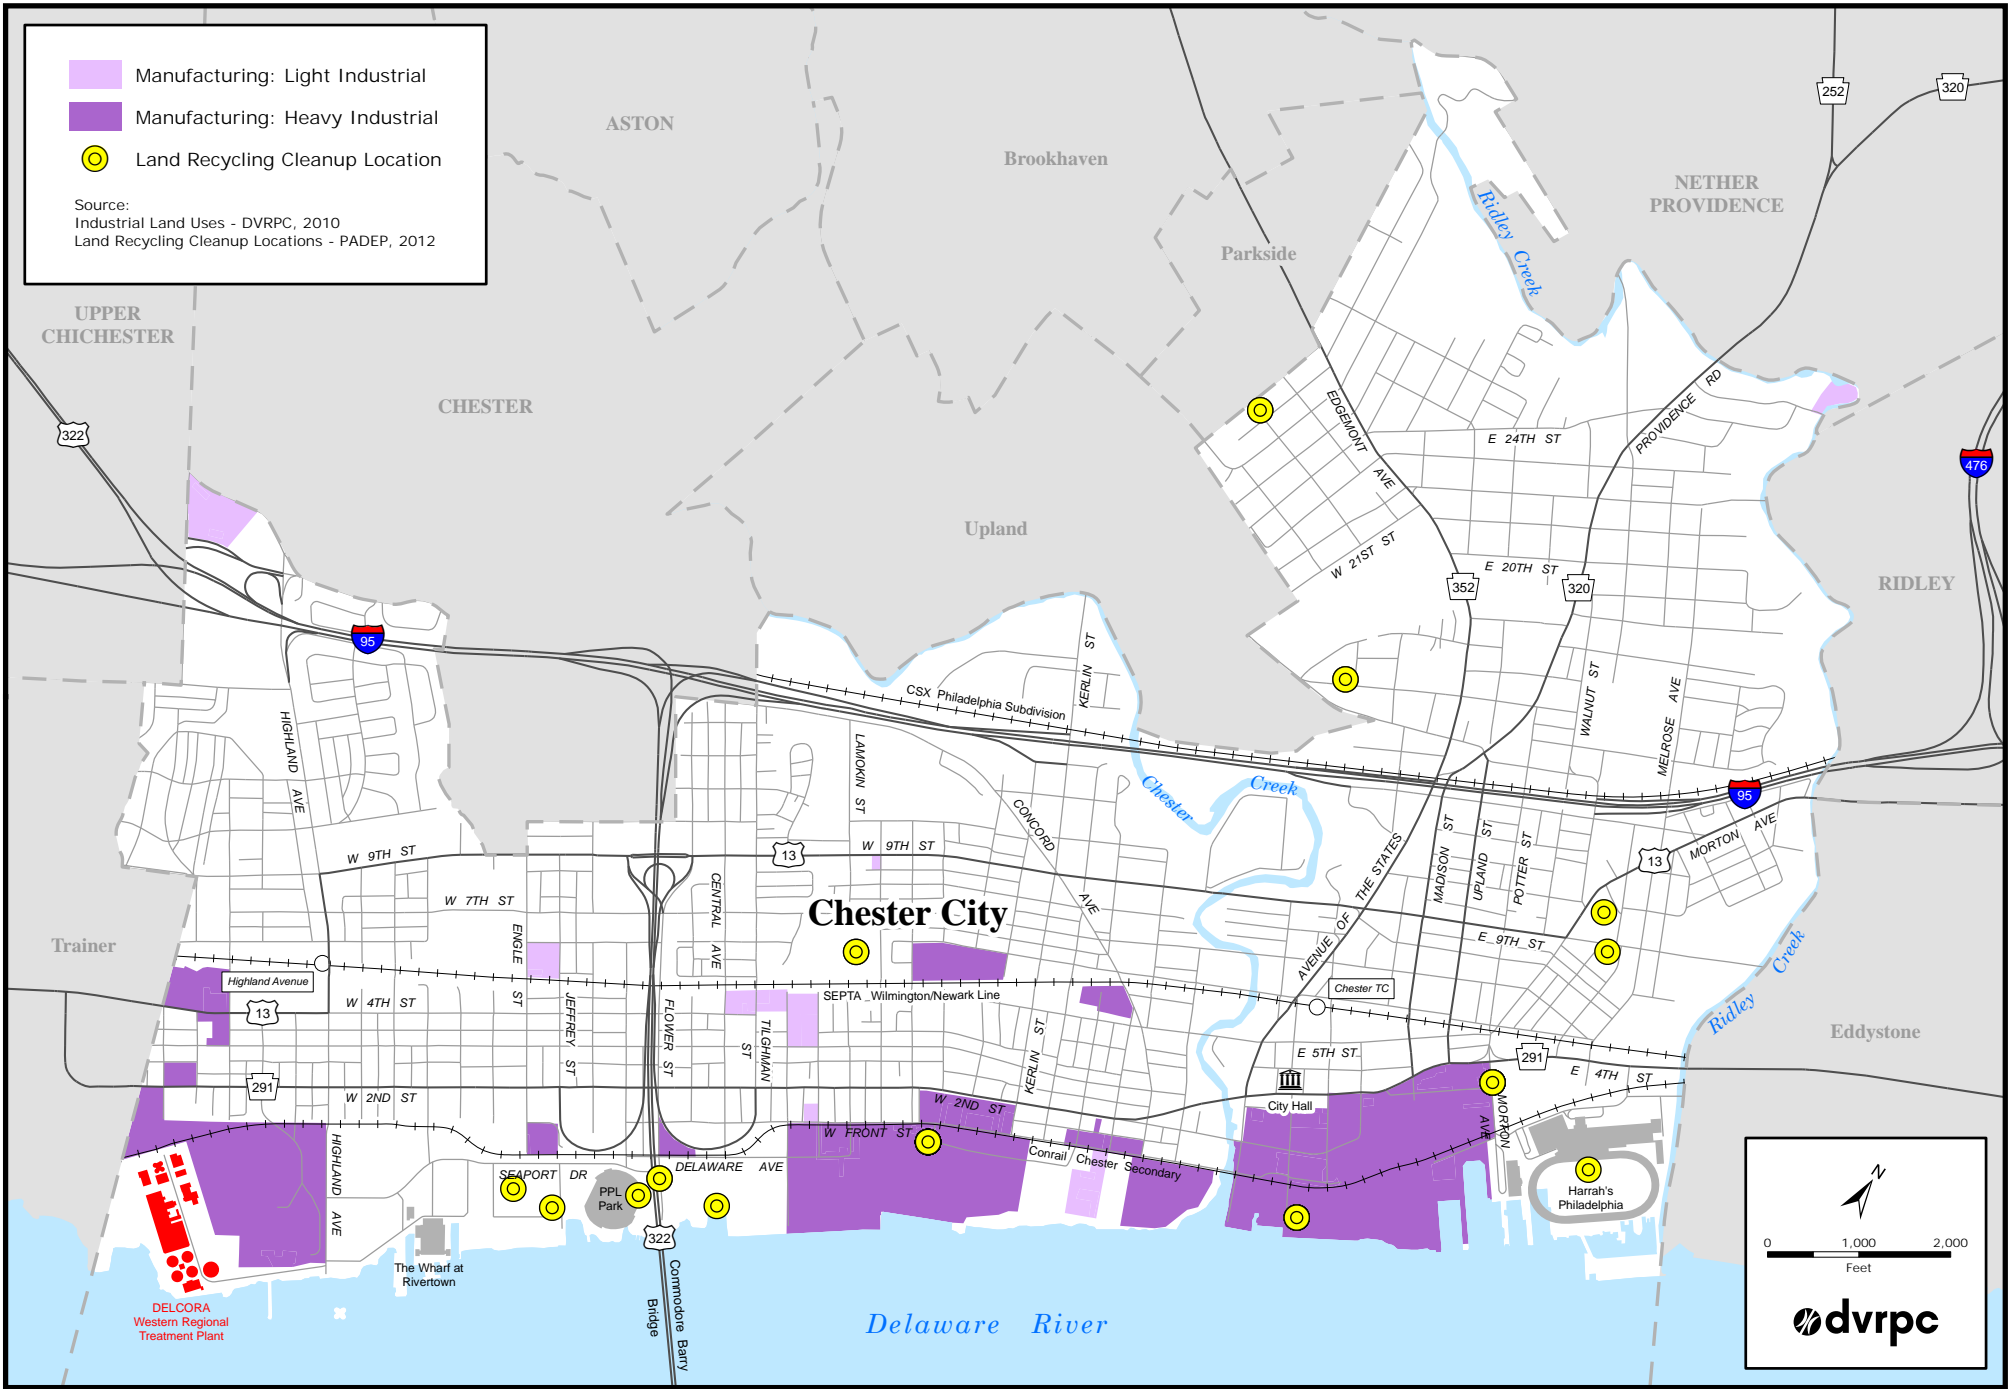 Manufacturing: Light Industrial
Manufacturing: Heavy Industrial
Land Recycling Cleanup Location
Source:
Industrial Land Uses - DVRPC, 2010
Land Recycling Cleanup Locations - PADEP, 2012
ASTON
Brookhaven
Parkside
NETHER
PROVIDENCE
252
320
Ridley Creek
UPPER
CHICHESTER
CHESTER
322
Upland
RIDLEY
476
EDGEMONT AVE
E 24TH ST
PROVIDENCE RD
W 21ST ST
E 20TH ST
352
320
95
CSX Philadelphia Subdivision
KERLIN ST
WALNUT ST
MELROSE AVE
HIGHLAND AVE
LAMOKIN ST
CONCORD AVE
Chester Creek
95
MORTON AVE
13
W 9TH ST
13
W 9TH ST
AVENUE OF THE STATES
MADISON ST
UPLAND ST
POTTER ST
W 7TH ST
ENGLE ST
CENTRAL AVE
Chester City
E 9TH ST
Trainer
Highland Avenue
13
W 4TH ST
JEFFREY ST
FLOWER ST
TILGHMAN ST
SEPTA Wilmington/Newark Line
KERLIN ST
Chester TC
Ridley Creek
Eddystone
E 5TH ST
291
E 4TH ST
291
W 2ND ST
W 2ND ST
City Hall
MORTON AVE
W FRONT ST
HIGHLAND AVE
SEAPORT DR
DELAWARE AVE
Conrail Chester Secondary
PPL
Park
Harrah's
Philadelphia
322
The Wharf at
Rivertown
Commodore Barry
Bridge
DELCORA
Western Regional
Treatment Plant
Delaware River
N
0 1,000 2,000
Feet
dvrpc